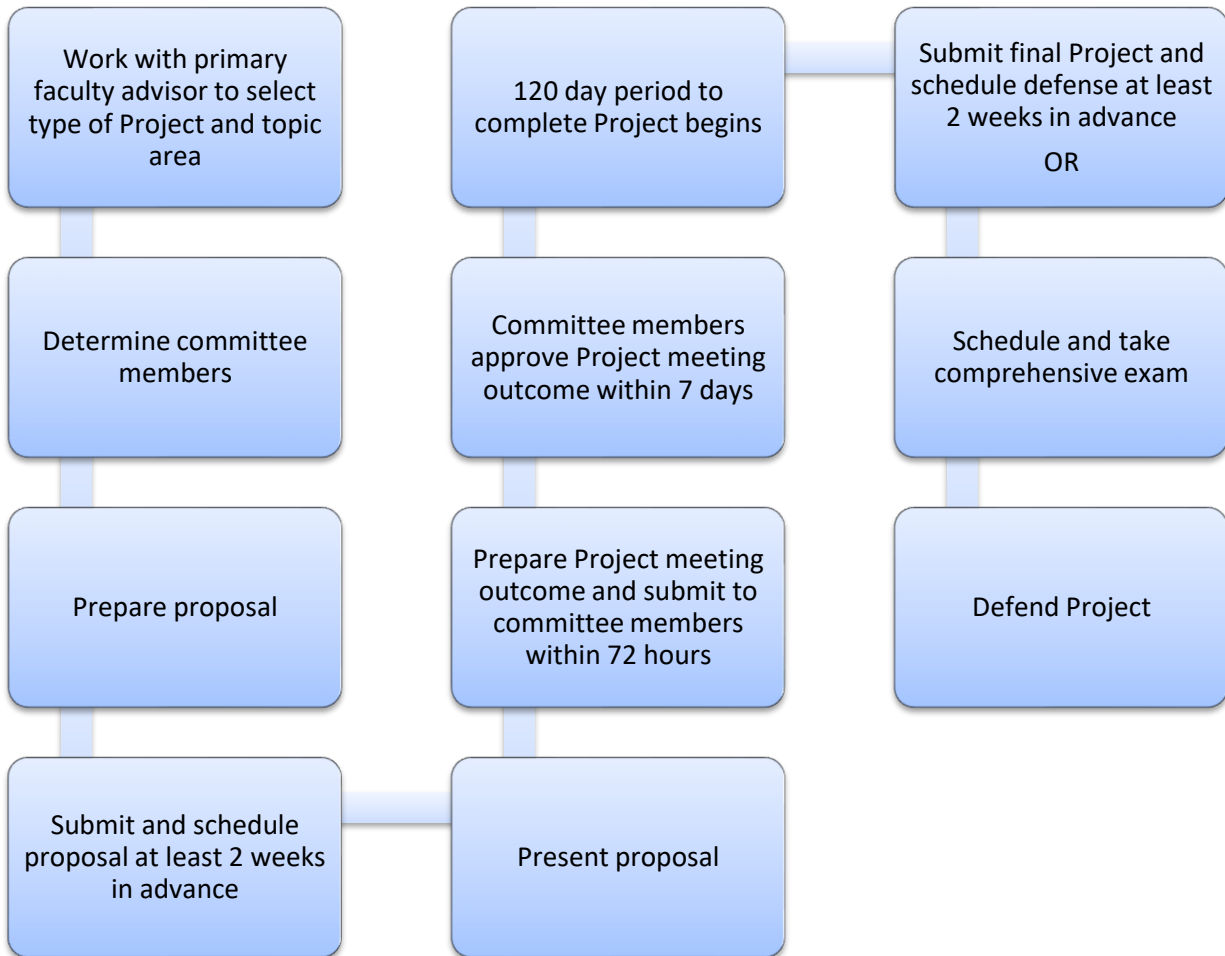 Work with primary
faculty advisor to select
type of Project and topic
area
Determine committee
members
Prepare proposal
Submit and schedule
proposal at least 2 weeks
in advance
Present proposal
Prepare Project meeting
outcome and submit to
committee members
within 72 hours
Committee members
approve Project meeting
outcome within 7 days
120 day period to
complete Project begins
Submit final Project and
schedule defense at least
2 weeks in advance
OR
Schedule and take
comprehensive exam
Defend Project